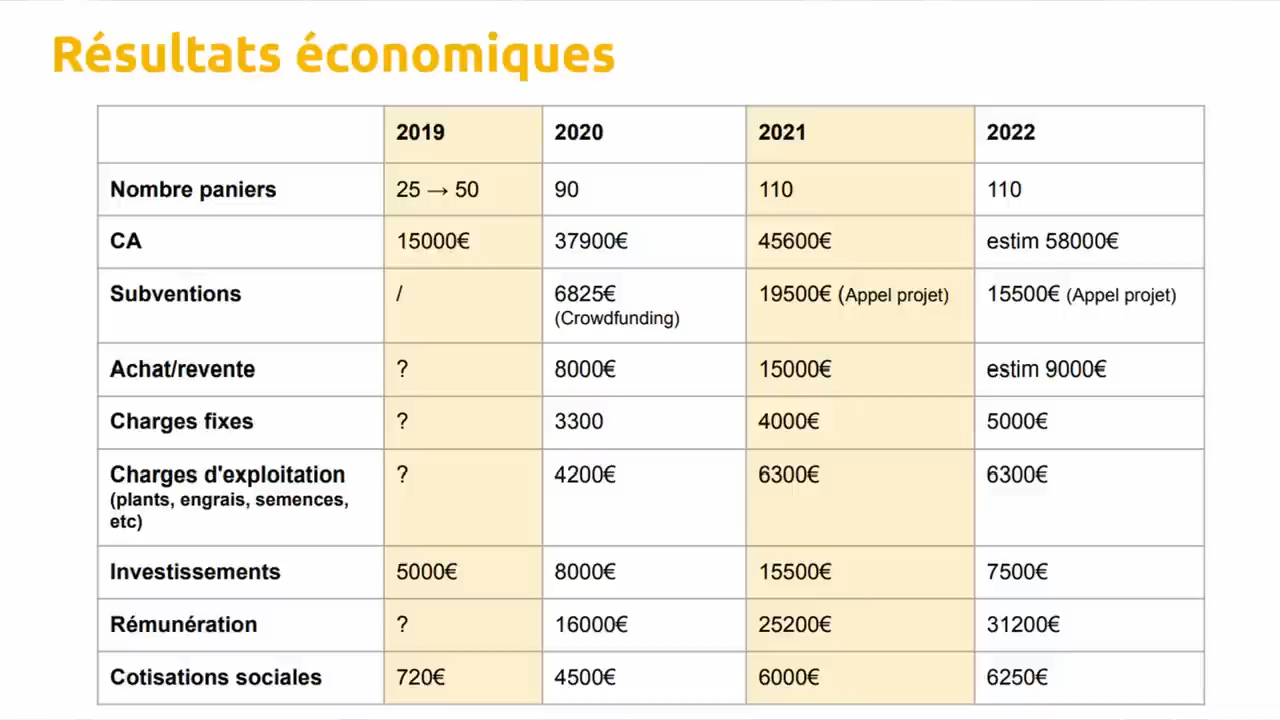 Résultats économiques
2019 2020 2021 2022
Nombre paniers 25 → 50 90 110 110
CA 15000€ 37900€ 45600€ estim 58000€
Subventions / 6825€ 19500€ (Appel projet) 15500€ (Appel projet)
(Crowdfunding)
Achat/revente ? 8000€ 15000€ estim 9000€
Charges fixes ? 3300 4000€ 5000€
Charges d'exploitation ? 4200€ 6300€ 6300€
(plants, engrais, semences,
etc)
Investissements 5000€ 8000€ 15500€ 7500€
Rémunération ? 16000€ 25200€ 31200€
Cotisations sociales 720€ 4500€ 6000€ 6250€